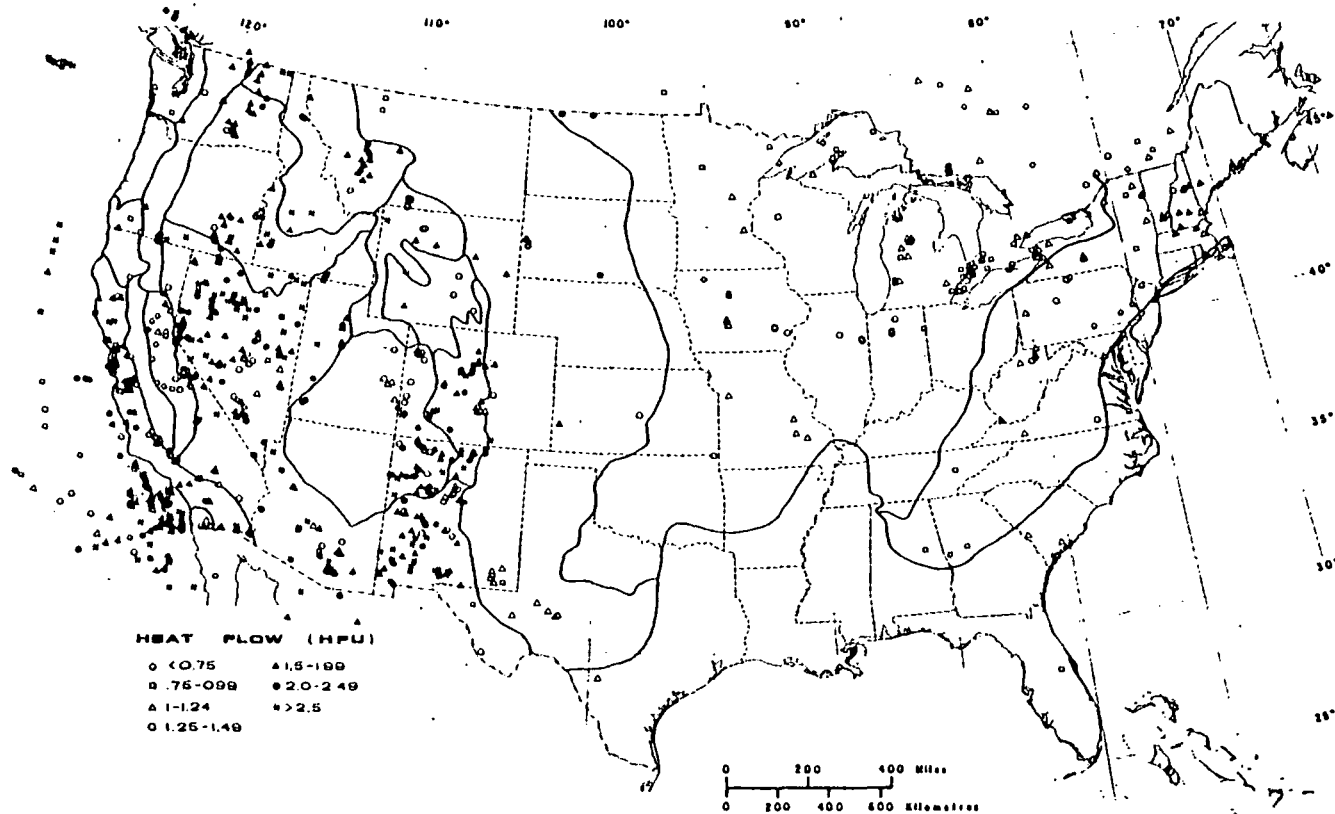 120° 110° 100° 90° 80° 70°
45°
40°
35°
30°
25°
HEAT FLOW (HFU)
○ <0.75 ▲ 1.5-1.99
□ .75-0.99 ● 2.0-2.49
△ 1-1.24 ✱ >2.5
○ 1.25-1.49
0 200 400 Miles
0 200 400 600 Kilometres